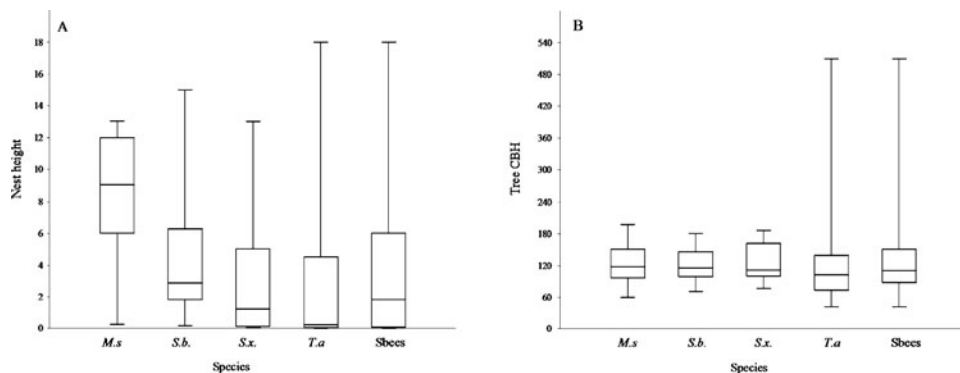 A
18
16
14
12
10
8
6
4
2
0
Nest height
M.s S.b. S.x. T.a Sbees
Species
B
540
480
420
360
300
240
180
120
60
0
Tree CBH
M.s S.b. S.x. T.a Sbees
Species